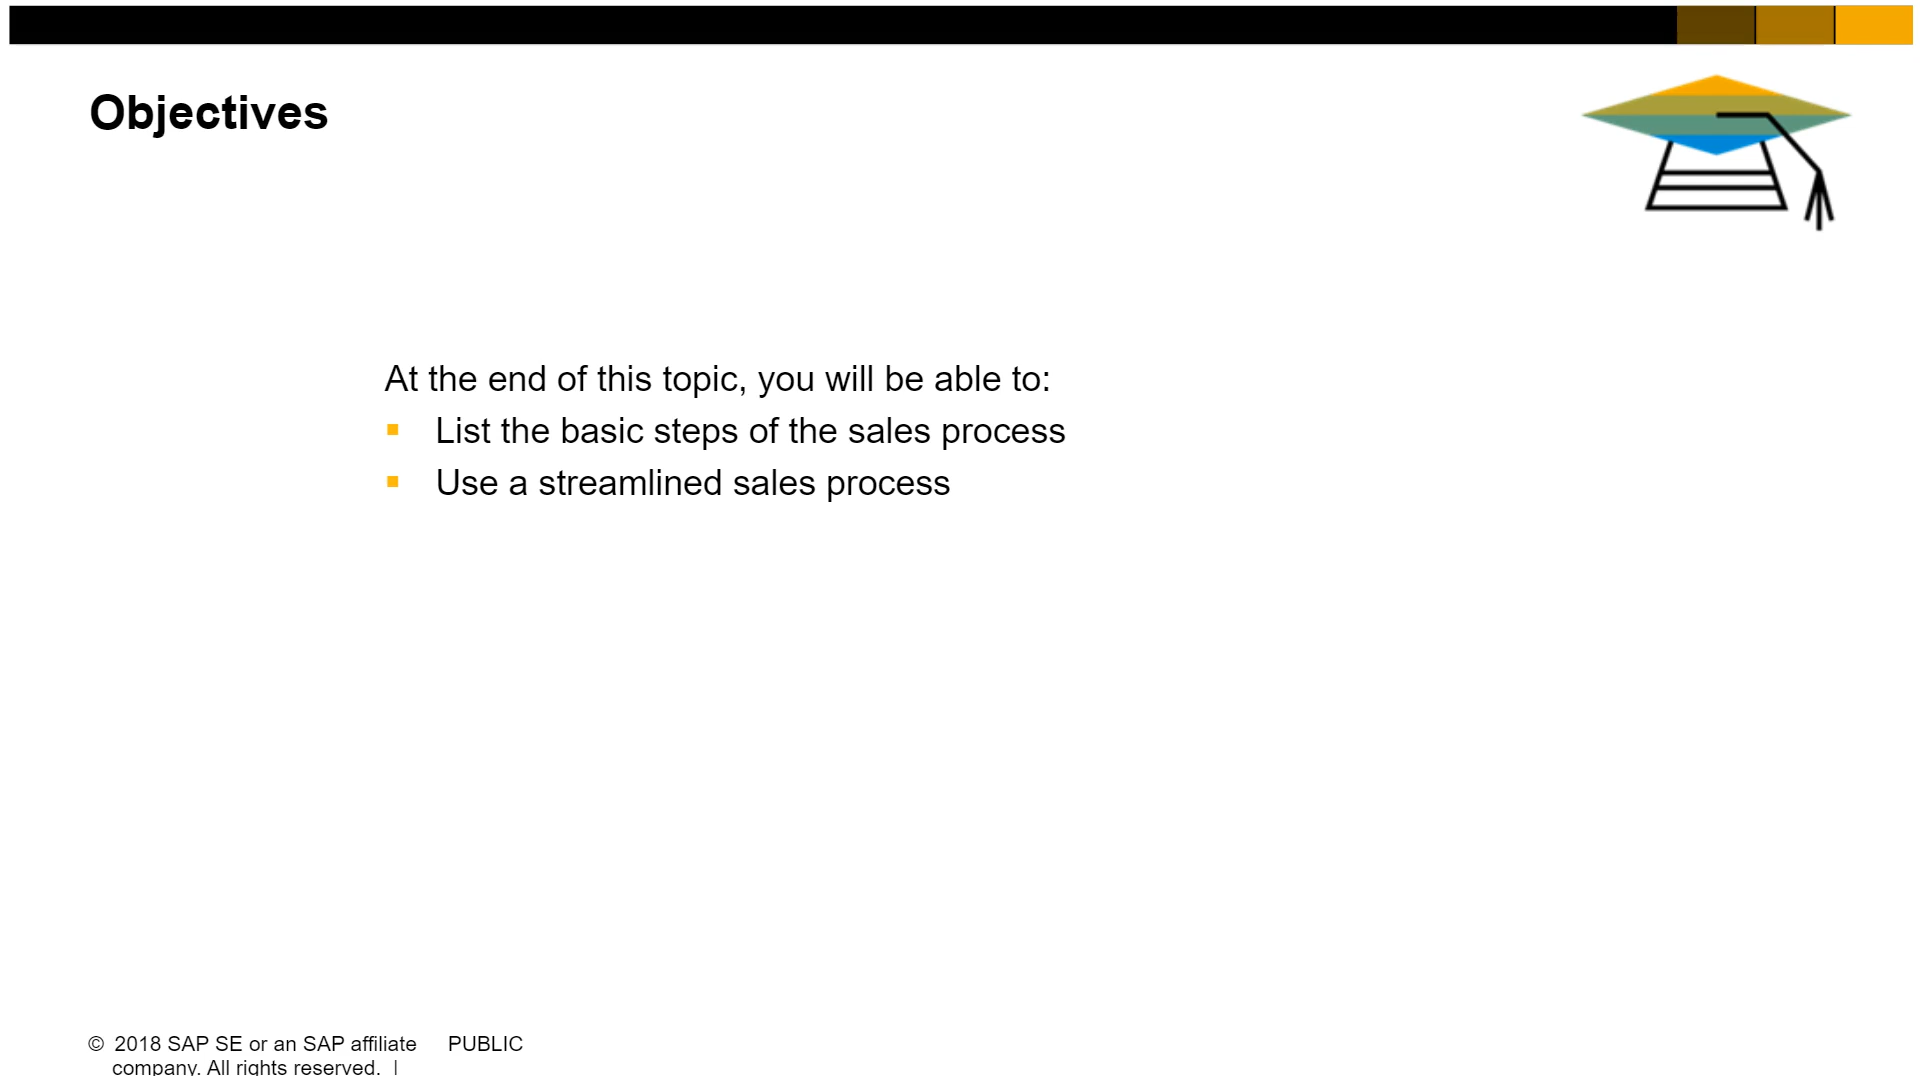 Objectives
At the end of this topic, you will be able to:
▪ List the basic steps of the sales process
▪ Use a streamlined sales process
© 2018 SAP SE or an SAP affiliate PUBLIC
company. All rights reserved. |